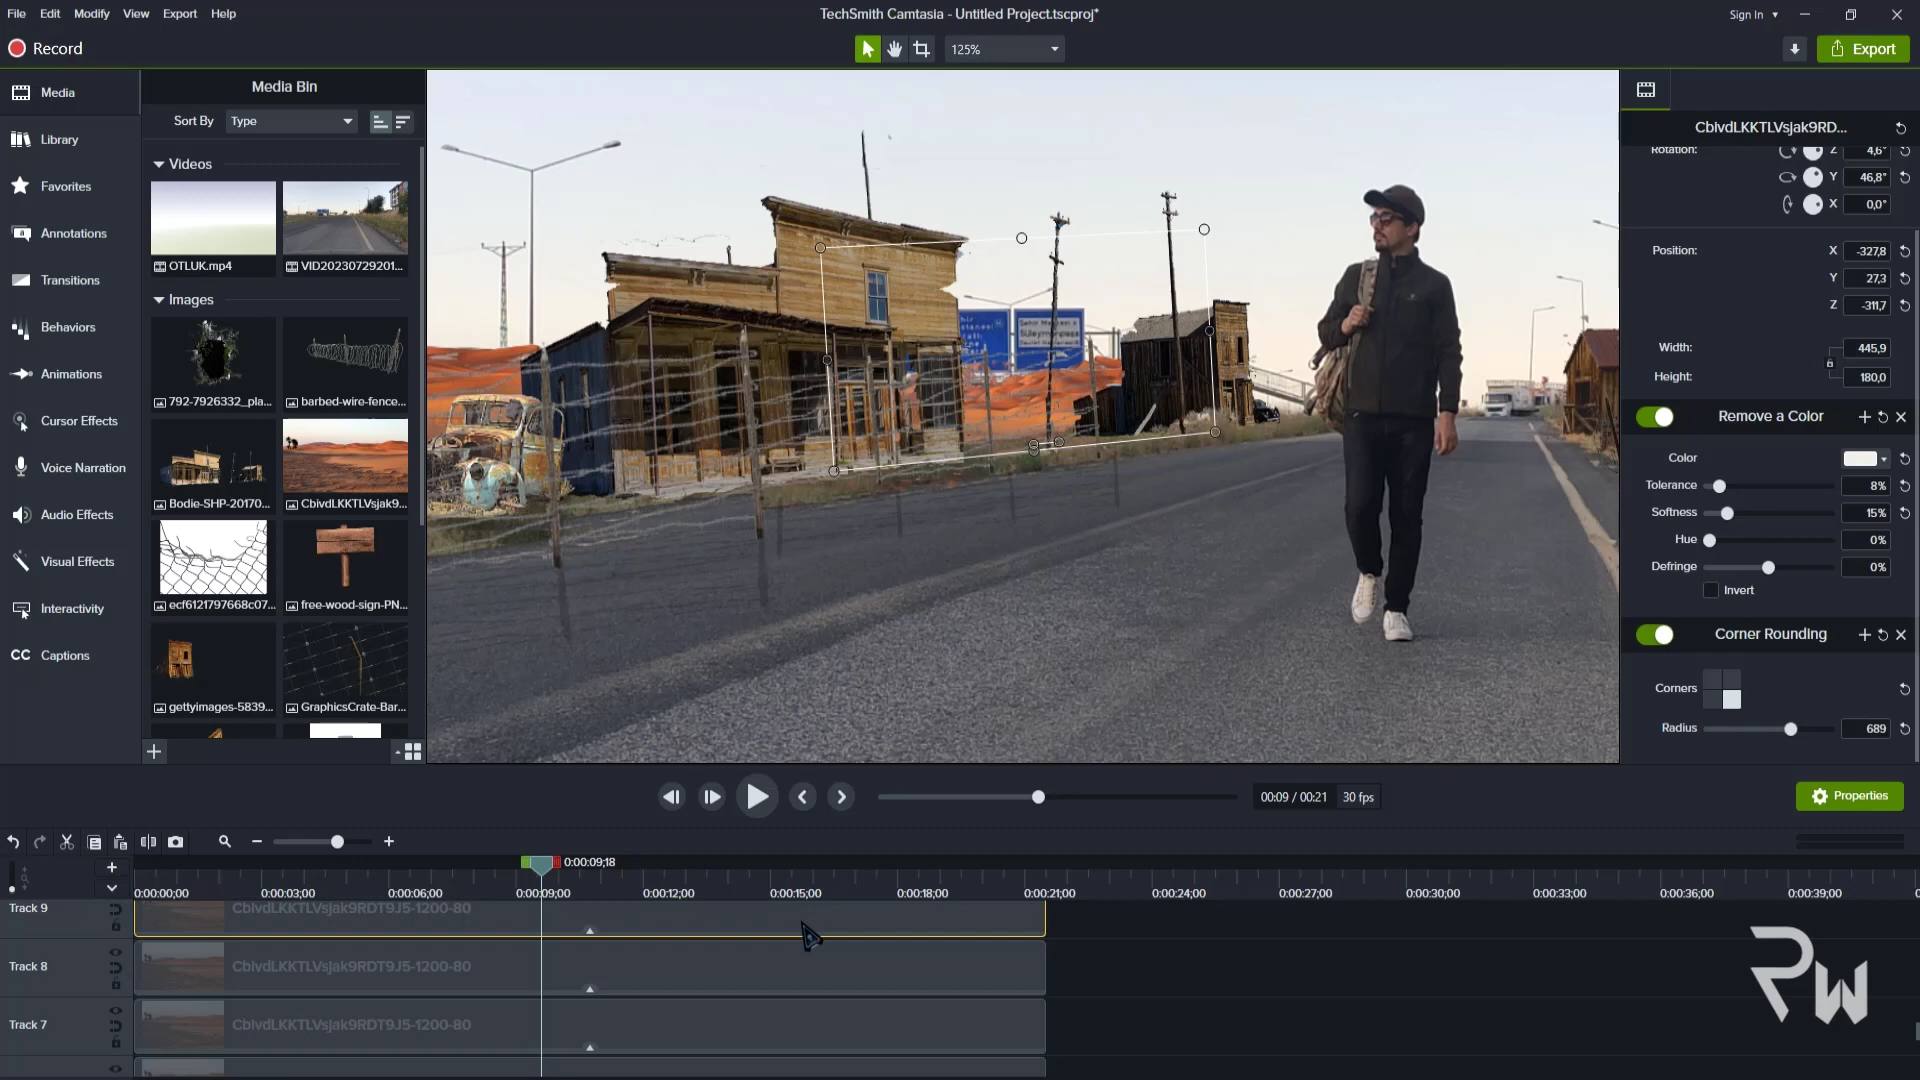 File Edit Modify View Export Help
TechSmith Camtasia - Untitled Project.tscproj*
Sign In
Record
125%
Export
Media
Library
Favorites
Annotations
Transitions
Behaviors
Animations
Cursor Effects
Voice Narration
Audio Effects
Visual Effects
Interactivity
CC Captions
Media Bin
Sort By Type
Videos
OTLUK.mp4
VID20230729201...
Images
792-7926332_pla...
barbed-wire-fence...
Bodie-SHP-20170...
CbivdLKKTLVsjak9...
ecf6121797668c07...
free-wood-sign-PN...
gettyimages-5839...
GraphicsCrate-Bar...
CbivdLKKTLVsjak9RD...
Rotation: Z 4,6°
Y 46,8°
X 0,0°
Position: X -327,8
Y 27,3
Z -311,7
Width: 445,9
Height: 180,0
Remove a Color
Color
Tolerance 8%
Softness 15%
Hue 0%
Defringe 0%
Invert
Corner Rounding
Corners
Radius 689
00:09 / 00:21 30 fps
Properties
0:00:09;18
0:00:00;00 0:00:03;00 0:00:06;00 0:00:09;00 0:00:12;00 0:00:15;00 0:00:18;00 0:00:21;00 0:00:24;00 0:00:27;00 0:00:30;00 0:00:33;00 0:00:36;00 0:00:39;00
Track 9
CbivdLKKTLVsjak9RDT9J5-1200-80
Track 8
CbivdLKKTLVsjak9RDT9J5-1200-80
Track 7
CbivdLKKTLVsjak9RDT9J5-1200-80
RW